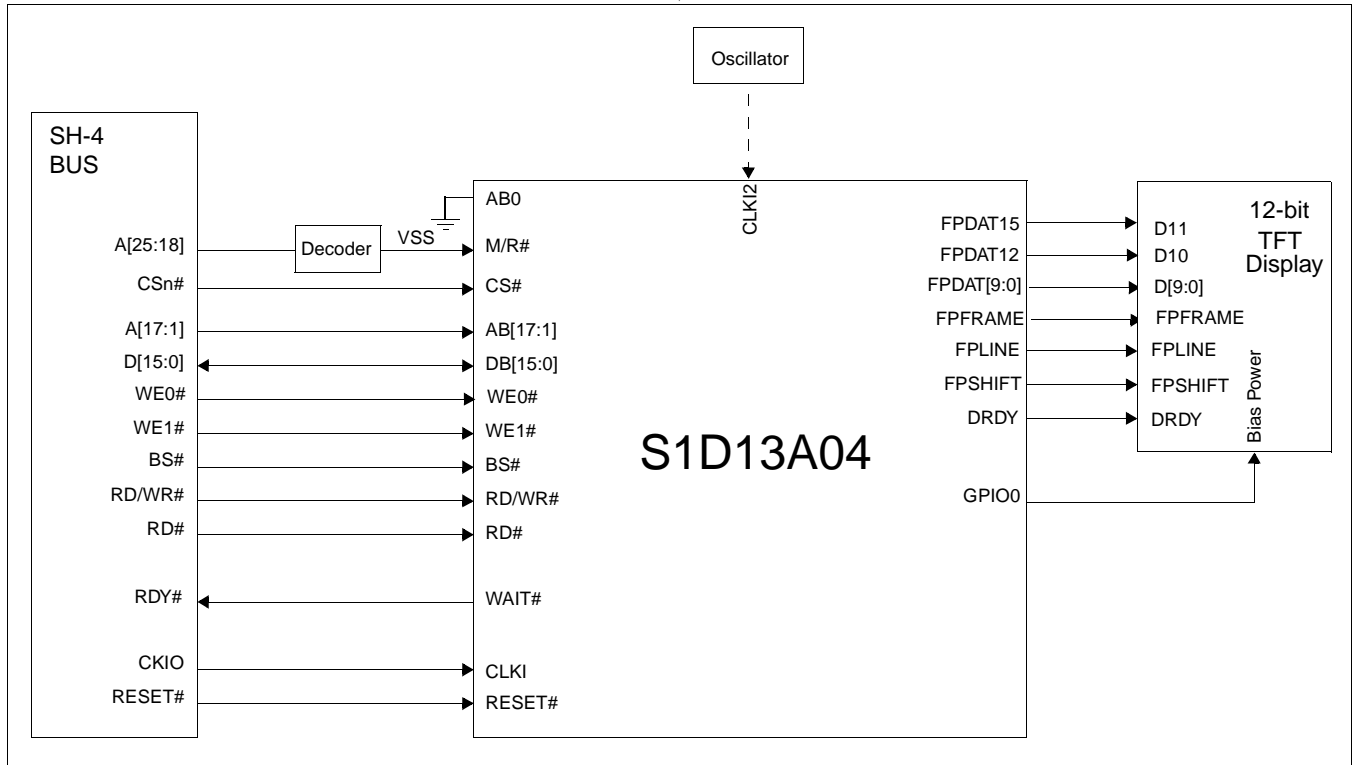 Oscillator
SH-4
BUS
A[25:18]
CSn#
A[17:1]
D[15:0]
WE0#
WE1#
BS#
RD/WR#
RD#
RDY#
CKIO
RESET#
Decoder
VSS
AB0
M/R#
CS#
AB[17:1]
DB[15:0]
WE0#
WE1#
BS#
RD/WR#
RD#
WAIT#
CLKI
RESET#
CLKI2
S1D13A04
FPDAT15
FPDAT12
FPDAT[9:0]
FPFRAME
FPLINE
FPSHIFT
DRDY
GPIO0
12-bit
TFT
Display
D11
D10
D[9:0]
FPFRAME
FPLINE
FPSHIFT
DRDY
Bias Power